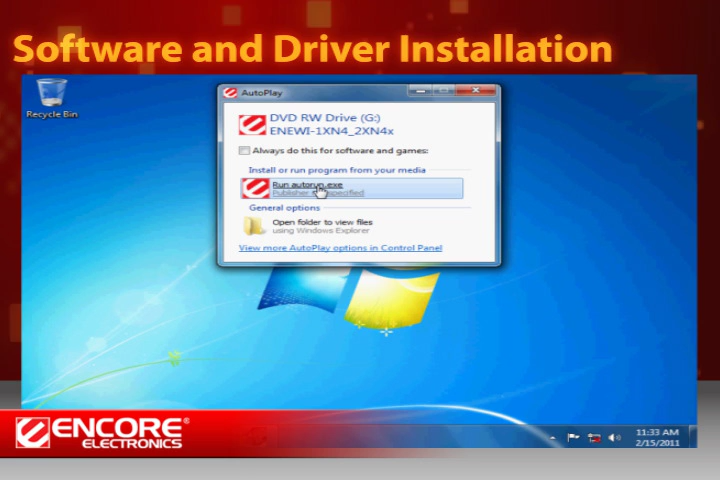 Software and Driver Installation
Recycle Bin
AutoPlay
DVD RW Drive (G:)
ENEWI-1XN4_2XN4x
Always do this for software and games:
Install or run program from your media
Run autorun.exe
Publisher specified
General options
Open folder to view files
using Windows Explorer
View more AutoPlay options in Control Panel
ENCORE®
ELECTRONICS
11:33 AM
2/15/2011